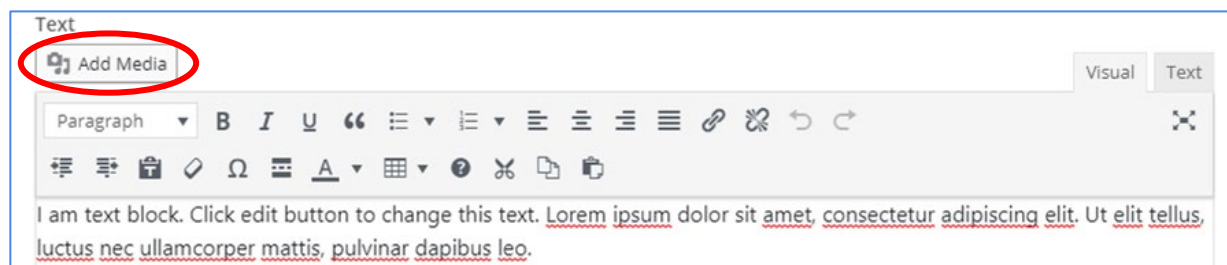 Text
Add Media
Visual Text
Paragraph B I U
I am text block. Click edit button to change this text. Lorem ipsum dolor sit amet, consectetur adipiscing elit. Ut elit tellus,
luctus nec ullamcorper mattis, pulvinar dapibus leo.